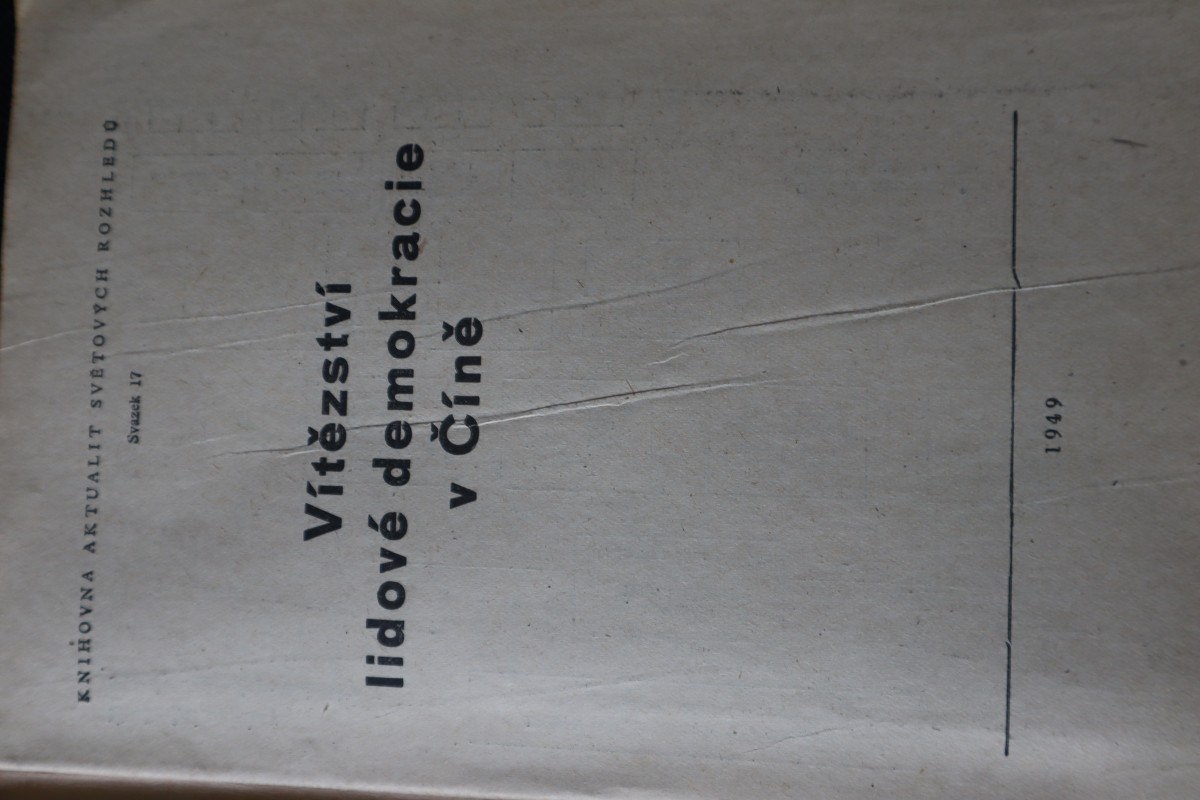 KNIHOVNA AKTUALIT SVĚTOVÝCH ROZHLEDŮ
Svazek 17
Vítězství
lidové demokracie
v Číně
1949